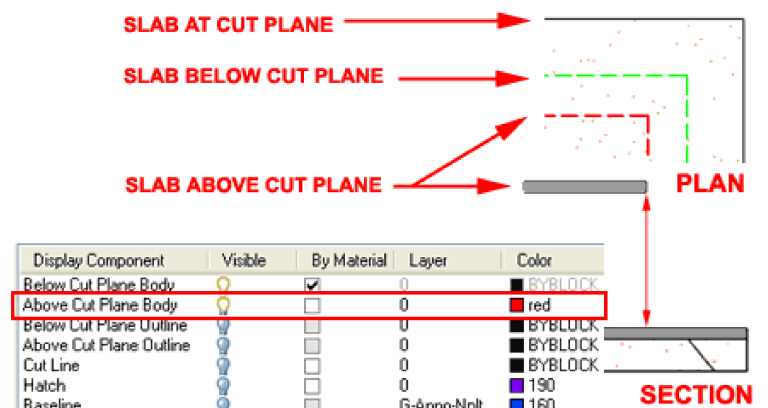 SLAB AT CUT PLANE
SLAB BELOW CUT PLANE
SLAB ABOVE CUT PLANE
PLAN
Display Component Visible By Material Layer Color
Below Cut Plane Body 0 BYBLOCK
Above Cut Plane Body 0 red
Below Cut Plane Outline 0 BYBLOCK
Above Cut Plane Outline 0 BYBLOCK
Cut Line 0 BYBLOCK
Hatch 0 190
Baseline G-Anno-Nplt 160
SECTION